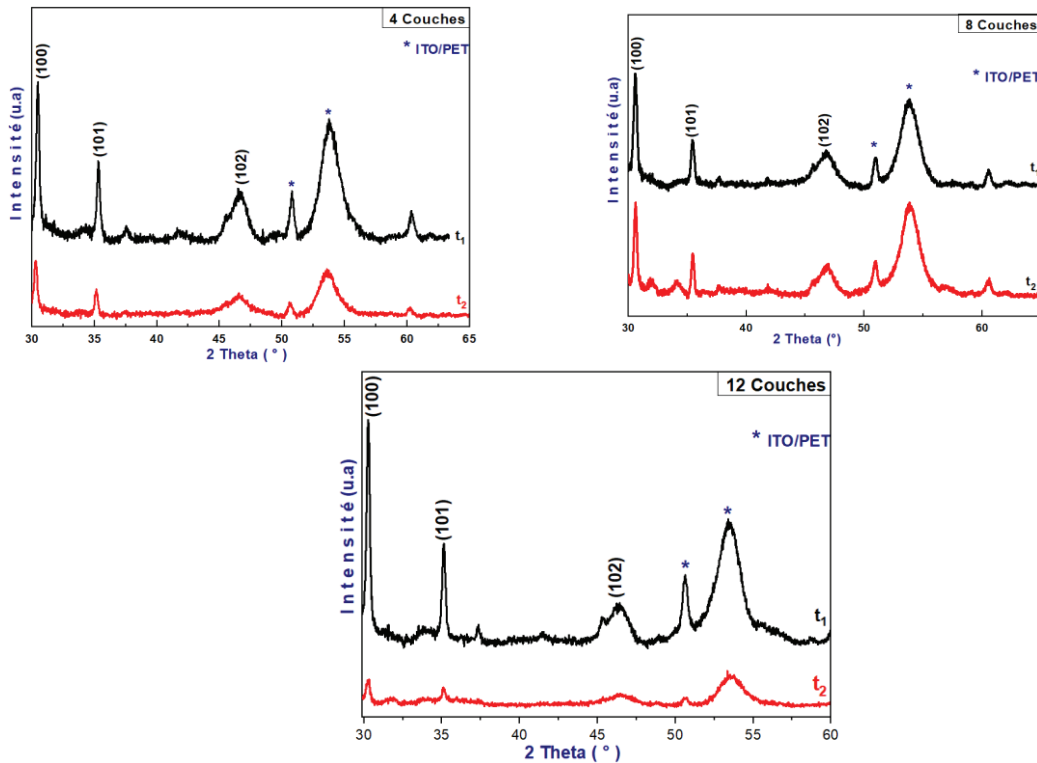 4 Couches
* ITO/PET
(100)
(101)
(102)
*
*
t₁
t₂
Intensité (u.a)
30 35 40 45 50 55 60 65
2 Theta ( ° )
8 Couches
* ITO/PET
(100)
(101)
(102)
*
*
t₁
t₂
Intensité (u.a)
30 40 50 60
2 Theta (°)
12 Couches
* ITO/PET
(100)
(101)
(102)
*
*
t₁
t₂
Intensité (u.a)
30 35 40 45 50 55 60
2 Theta ( ° )